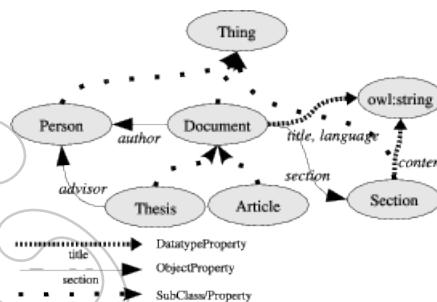 Thing
owl:string
Person
author
Document
title, language
content
section
advisor
Thesis
Article
Section
DatatypeProperty
title
ObjectProperty
section
SubClass/Property